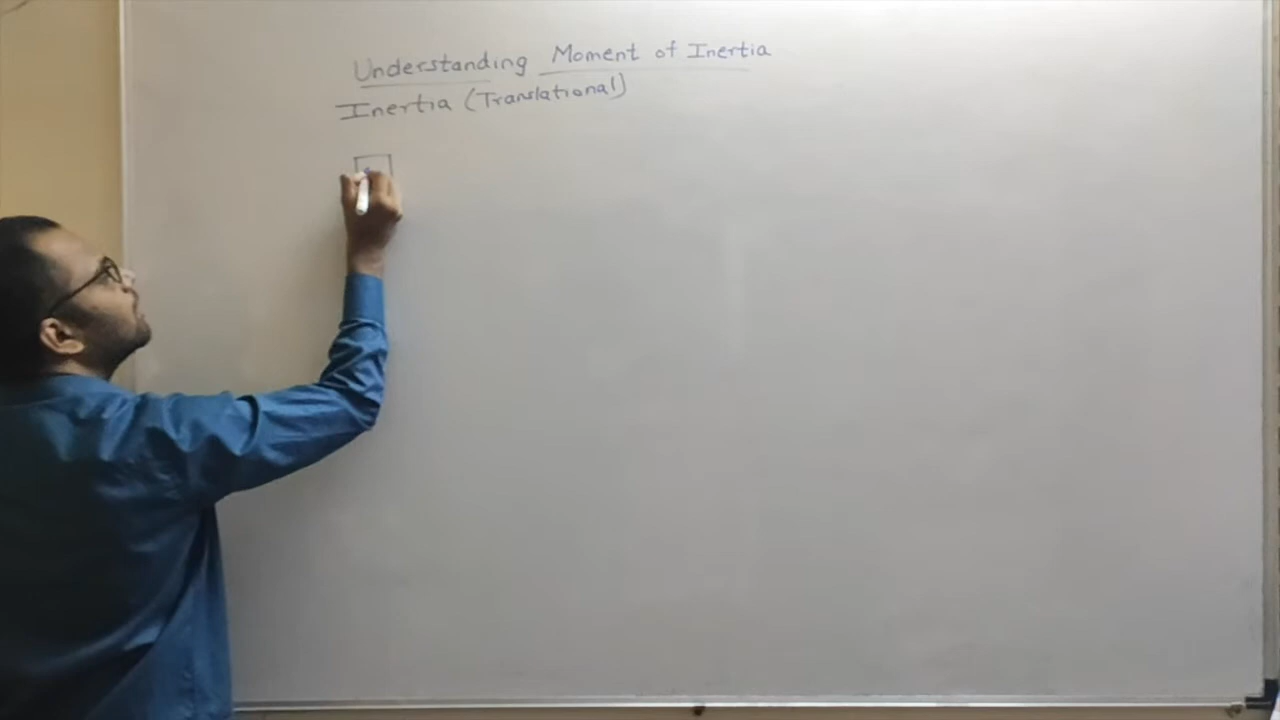 Understanding Moment of Inertia
Inertia (Translational)